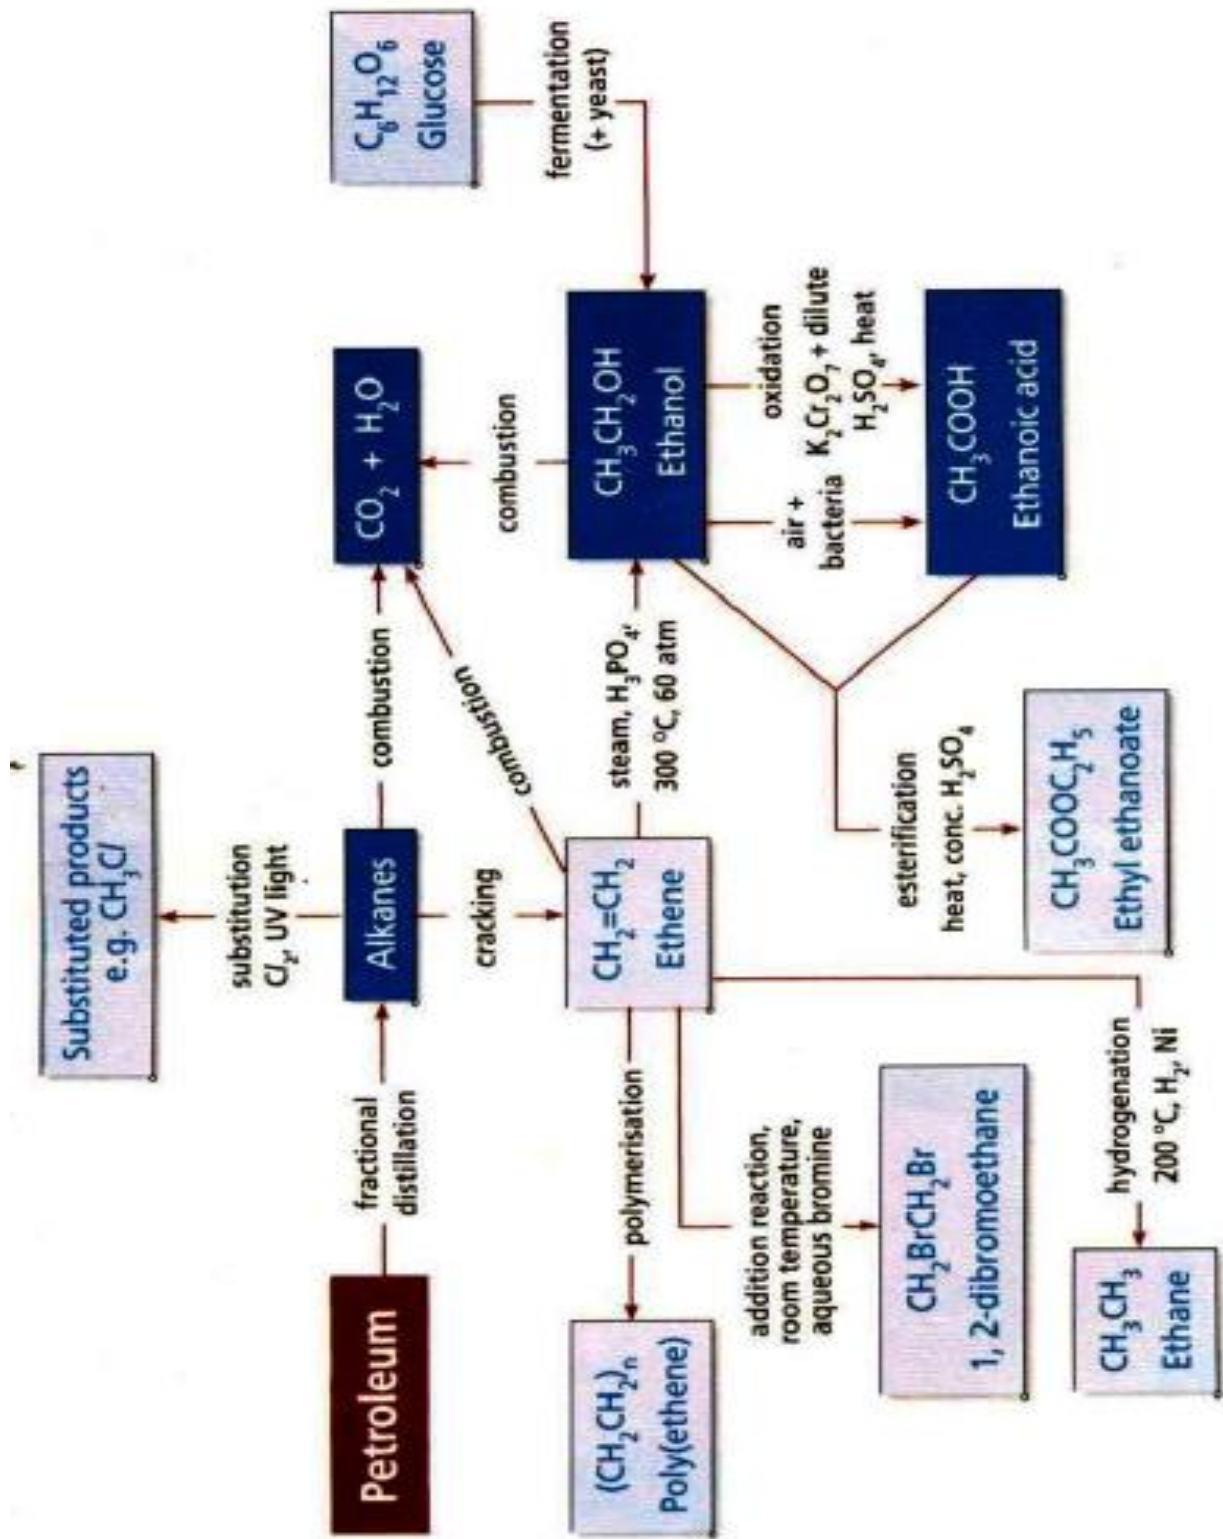 Substituted products
e.g. CH₃Cl
substitution
Cl₂, UV light
Petroleum
fractional
distillation
Alkanes
combustion
CO₂ + H₂O
C₆H₁₂O₆
Glucose
cracking
combustion
combustion
fermentation
(+ yeast)
(CH₂CH₂)ₙ
Poly(ethene)
polymerisation
CH₂=CH₂
Ethene
steam, H₃PO₄,
300 °C, 60 atm
CH₃CH₂OH
Ethanol
addition reaction,
room temperature,
aqueous bromine
air +
bacteria
oxidation
K₂Cr₂O₇ + dilute
H₂SO₄, heat
CH₂BrCH₂Br
1, 2-dibromoethane
esterification
heat, conc. H₂SO₄
CH₃COOH
Ethanoic acid
CH₃CH₃
Ethane
hydrogenation
200 °C, H₂, Ni
CH₃COOC₂H₅
Ethyl ethanoate